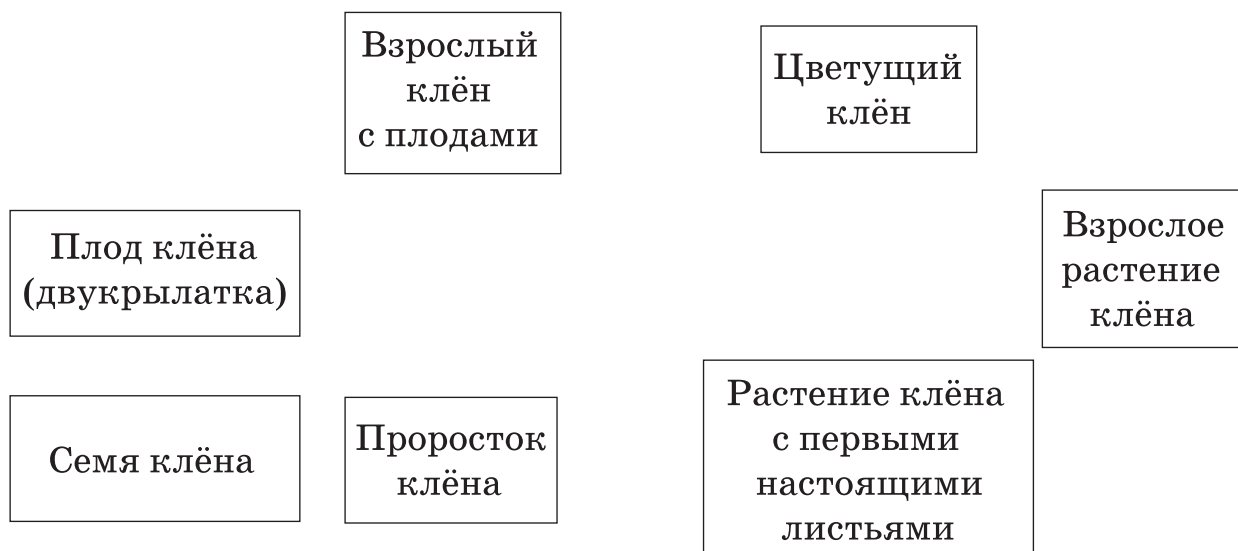 Взрослый
клён
с плодами
Цветущий
клён
Плод клёна
(двукрылатка)
Взрослое
растение
клёна
Семя клёна
Проросток
клёна
Растение клёна
с первыми
настоящими
листьями